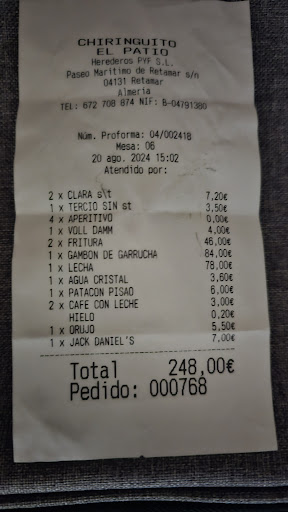 CHIRINGUITO
EL PATIO
Herederos PYF S.L.
Paseo Marítimo de Retamar s/n
04131 Retamar
Almeria
TEL: 672 708 874 NIF: B-04791380
Núm. Proforma: 04/002418
Mesa: 06
20 ago. 2024 15:02
Atendido por:
2 x CLARA s\t 7,20€
1 x TERCIO SIN st 3,50€
4 x APERITIVO 0,00€
1 x VOLL DAMM 4,00€
2 x FRITURA 46,00€
1 x GAMBON DE GARRUCHA 84,00€
1 x LECHA 78,00€
1 x AGUA CRISTAL 3,60€
1 x PATACON PISAO 6,00€
2 x CAFE CON LECHE 3,00€
HIELO 0,20€
1 x ORUJO 5,50€
1 x JACK DANIEL'S 7,00€
Total 248,00€
Pedido: 000768